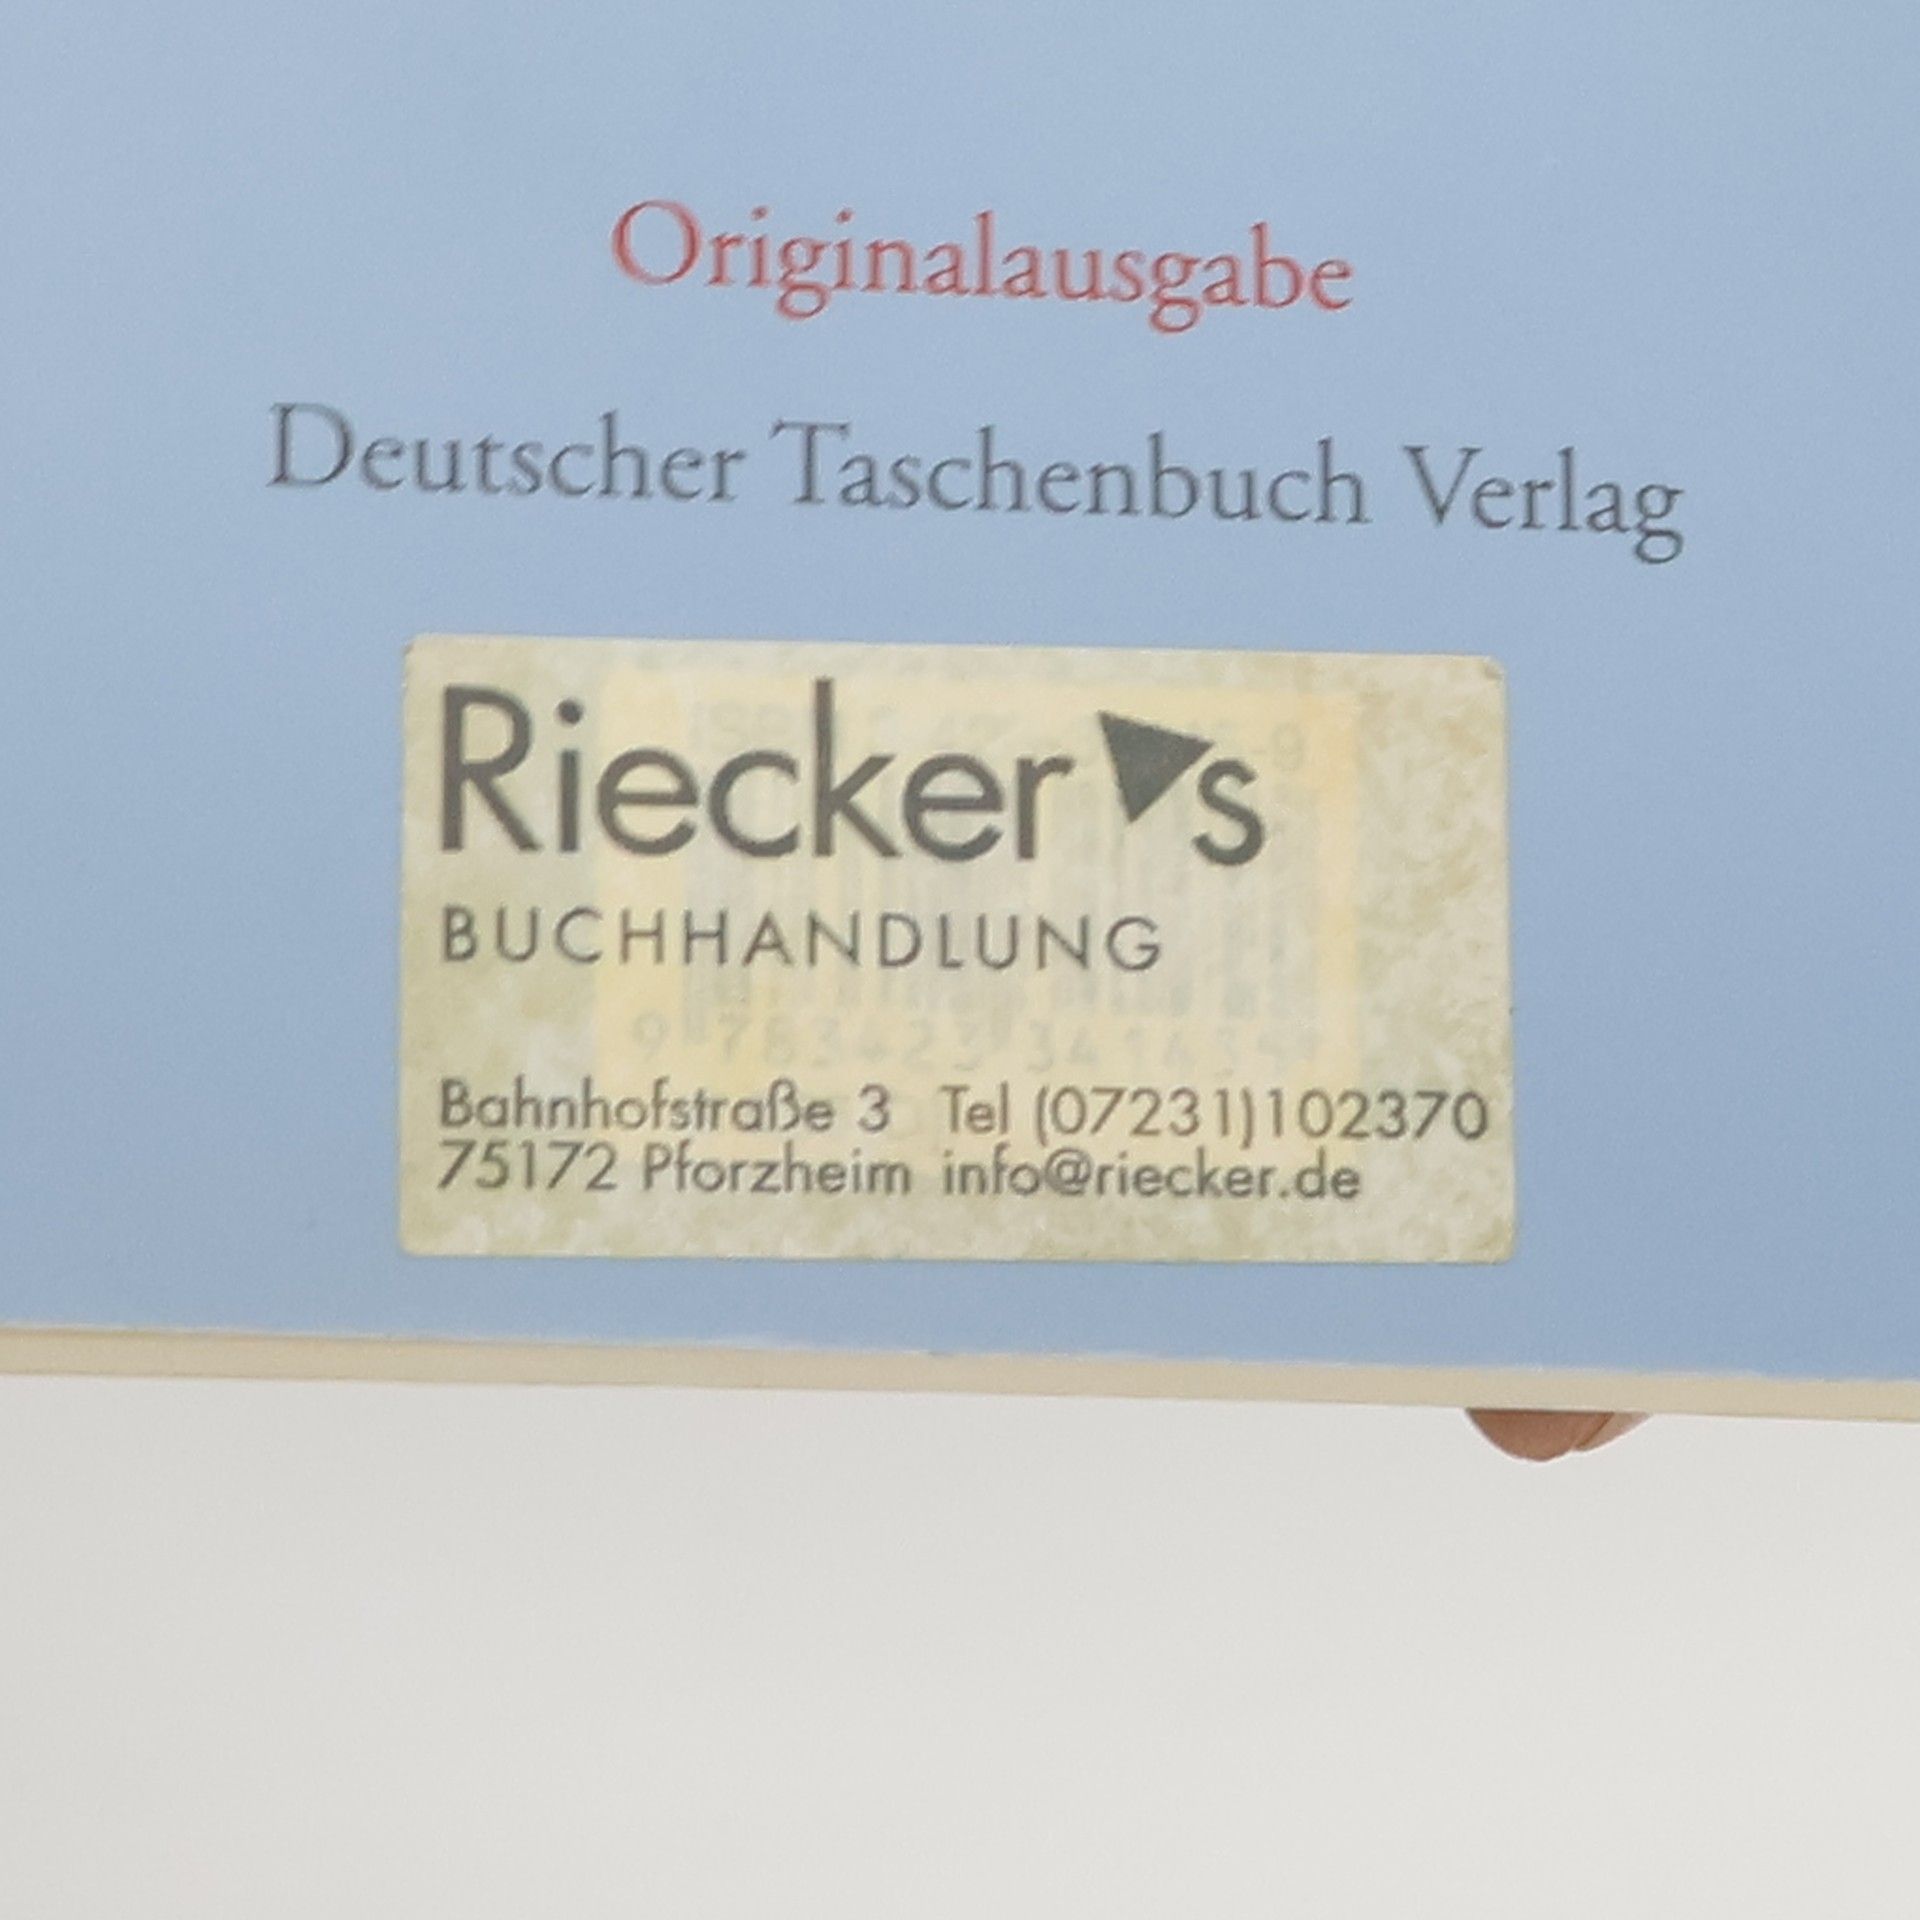 Originalausgabe
Deutscher Taschenbuch Verlag
Riecker's
BUCHHANDLUNG
Bahnhofstraße 3 Tel (07231)102370
75172 Pforzheim info@riecker.de